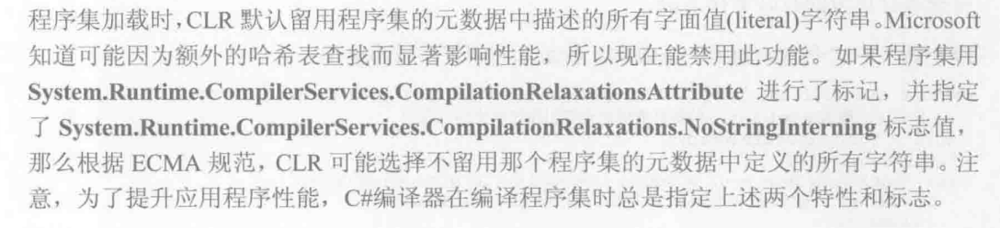 程序集加载时,CLR 默认留用程序集的元数据中描述的所有字面值(literal)字符串。Microsoft
知道可能因为额外的哈希表查找而显著影响性能，所以现在能禁用此功能。如果程序集用
System.Runtime.CompilerServices.CompilationRelaxationsAttribute 进行了标记，并指定
了 System.Runtime.CompilerServices.CompilationRelaxations.NoStringInterning 标志值，
那么根据 ECMA 规范，CLR 可能选择不留用那个程序集的元数据中定义的所有字符串。注
意，为了提升应用程序性能，C#编译器在编译程序集时总是指定上述两个特性和标志。